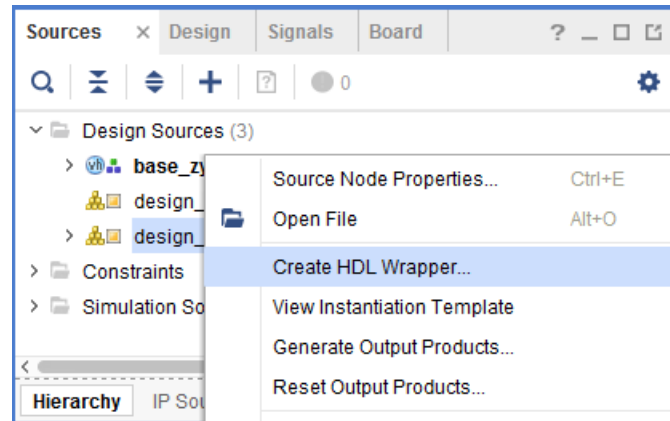 Sources × Design Signals Board ? _
0
Design Sources (3)
base_zy
design_
design_
Constraints
Simulation So
Source Node Properties... Ctrl+E
Open File Alt+O
Create HDL Wrapper...
View Instantiation Template
Generate Output Products...
Reset Output Products...
Hierarchy IP Sou